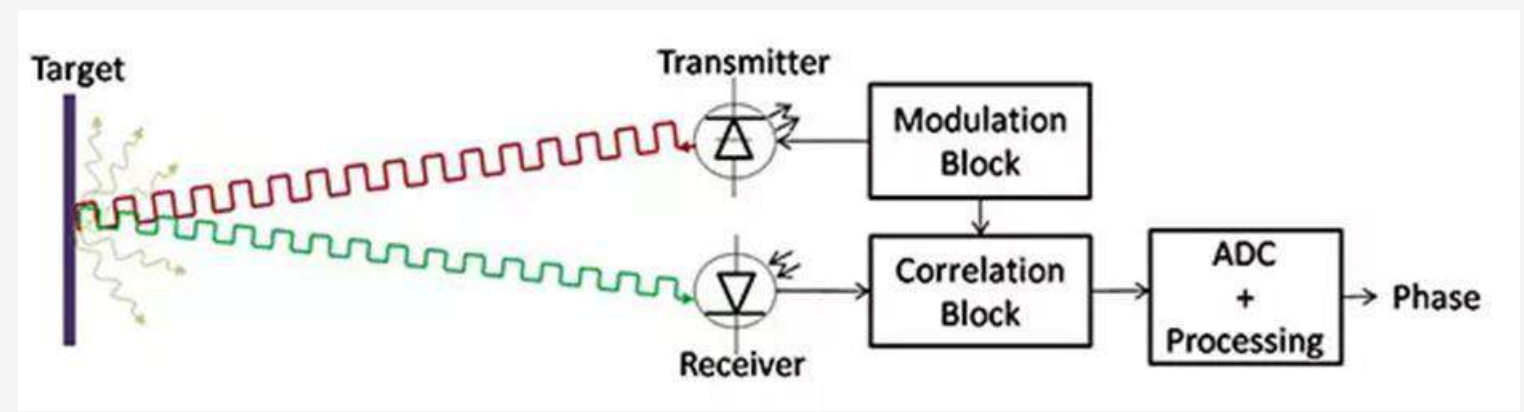 Target
Transmitter
Modulation
Block
Correlation
Block
ADC
+
Processing
Phase
Receiver